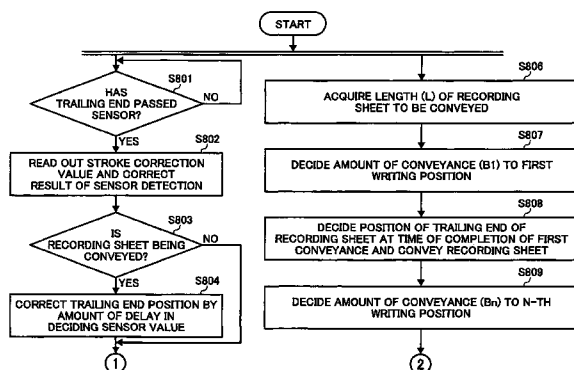 START
S801
HAS
TRAILING END PASSED
SENSOR?
NO
YES
S802
READ OUT STROKE CORRECTION
VALUE AND CORRECT
RESULT OF SENSOR DETECTION
S803
IS
RECORDING SHEET BEING
CONVEYED?
NO
YES
S804
CORRECT TRAILING END POSITION BY
AMOUNT OF DELAY IN
DECIDING SENSOR VALUE
1
S806
ACQUIRE LENGTH (L) OF RECORDING
SHEET TO BE CONVEYED
S807
DECIDE AMOUNT OF CONVEYANCE (B1) TO FIRST
WRITING POSITION
S808
DECIDE POSITION OF TRAILING END OF
RECORDING SHEET AT TIME OF COMPLETION OF FIRST
CONVEYANCE AND CONVEY RECORDING SHEET
S809
DECIDE AMOUNT OF CONVEYANCE (Bn) TO N-TH
WRITING POSITION
2